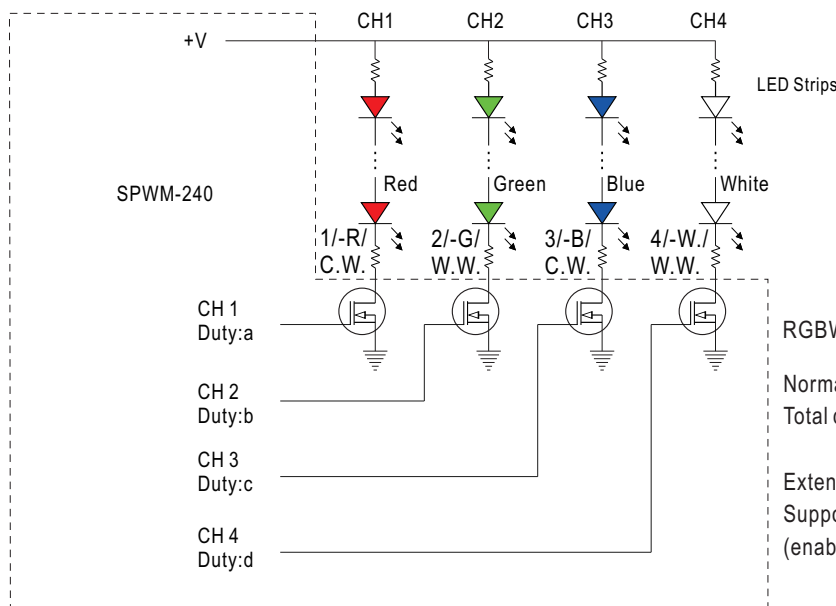 CH1 CH2 CH3 CH4
+V
LED Strips
SPWM-240
Red Green Blue White
1/-R/ 2/-G/ 3/-B/ 4/-W./
C.W. W.W. C.W. W.W.
CH 1
Duty:a
CH 2
Duty:b
CH 3
Duty:c
CH 4
Duty:d
Total